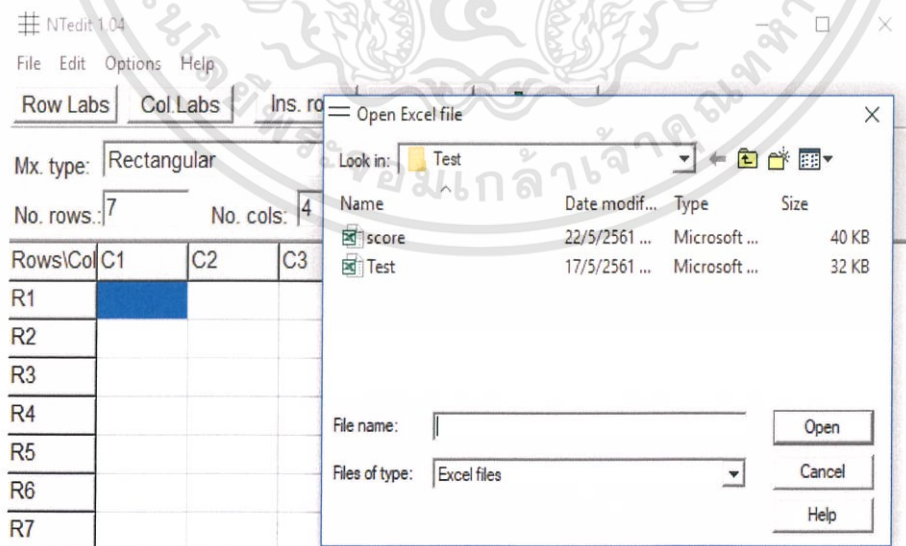 NTedit 1.04
File Edit Options Help
Row Labs Col.Labs Ins. ro
Mx. type: Rectangular
No. rows.: 7 No. cols: 4
Rows\Col C1 C2 C3
R1
R2
R3
R4
R5
R6
R7
Open Excel file
Look in: Test
Name Date modif... Type Size
score 22/5/2561 ... Microsoft ... 40 KB
Test 17/5/2561 ... Microsoft ... 32 KB
File name: Open
Files of type: Excel files Cancel
Help